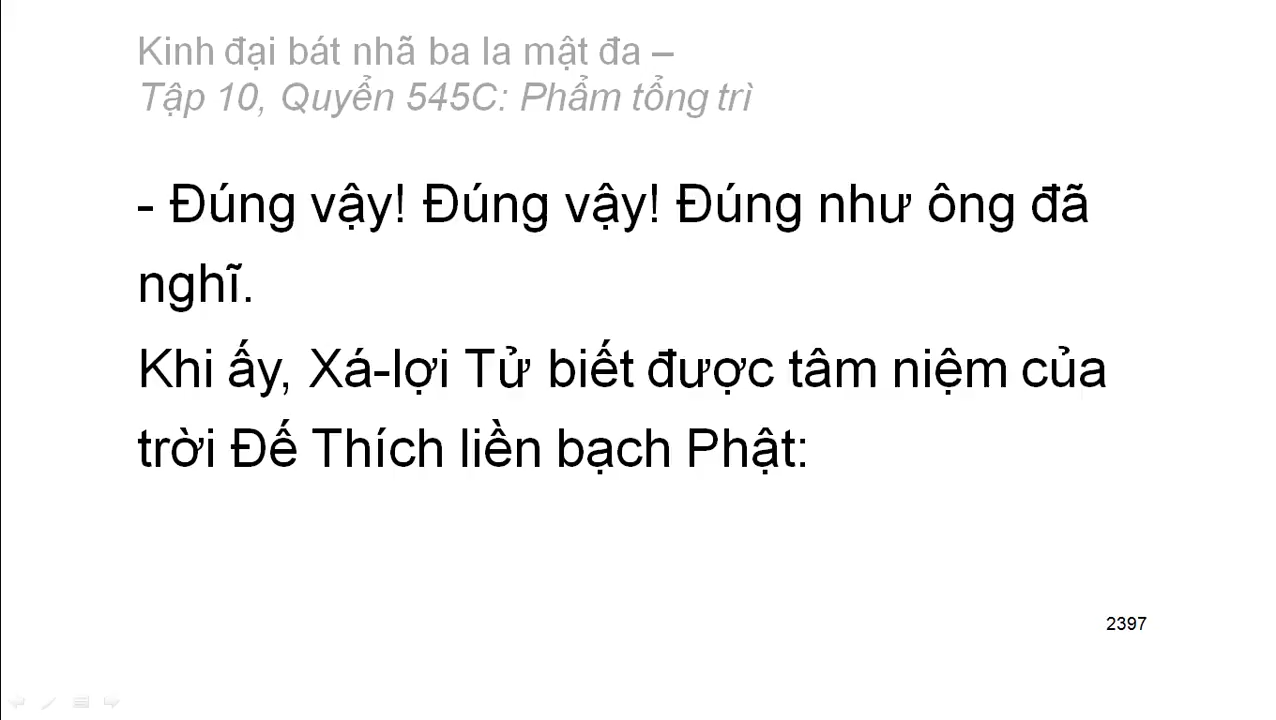 Kinh đại bát nhã ba la mật đa –
Tập 10, Quyển 545C: Phẩm tổng trì
- Đúng vậy! Đúng vậy! Đúng như ông đã
nghĩ.
Khi ấy, Xá-lợi Tử biết được tâm niệm của
trời Đế Thích liền bạch Phật:
2397